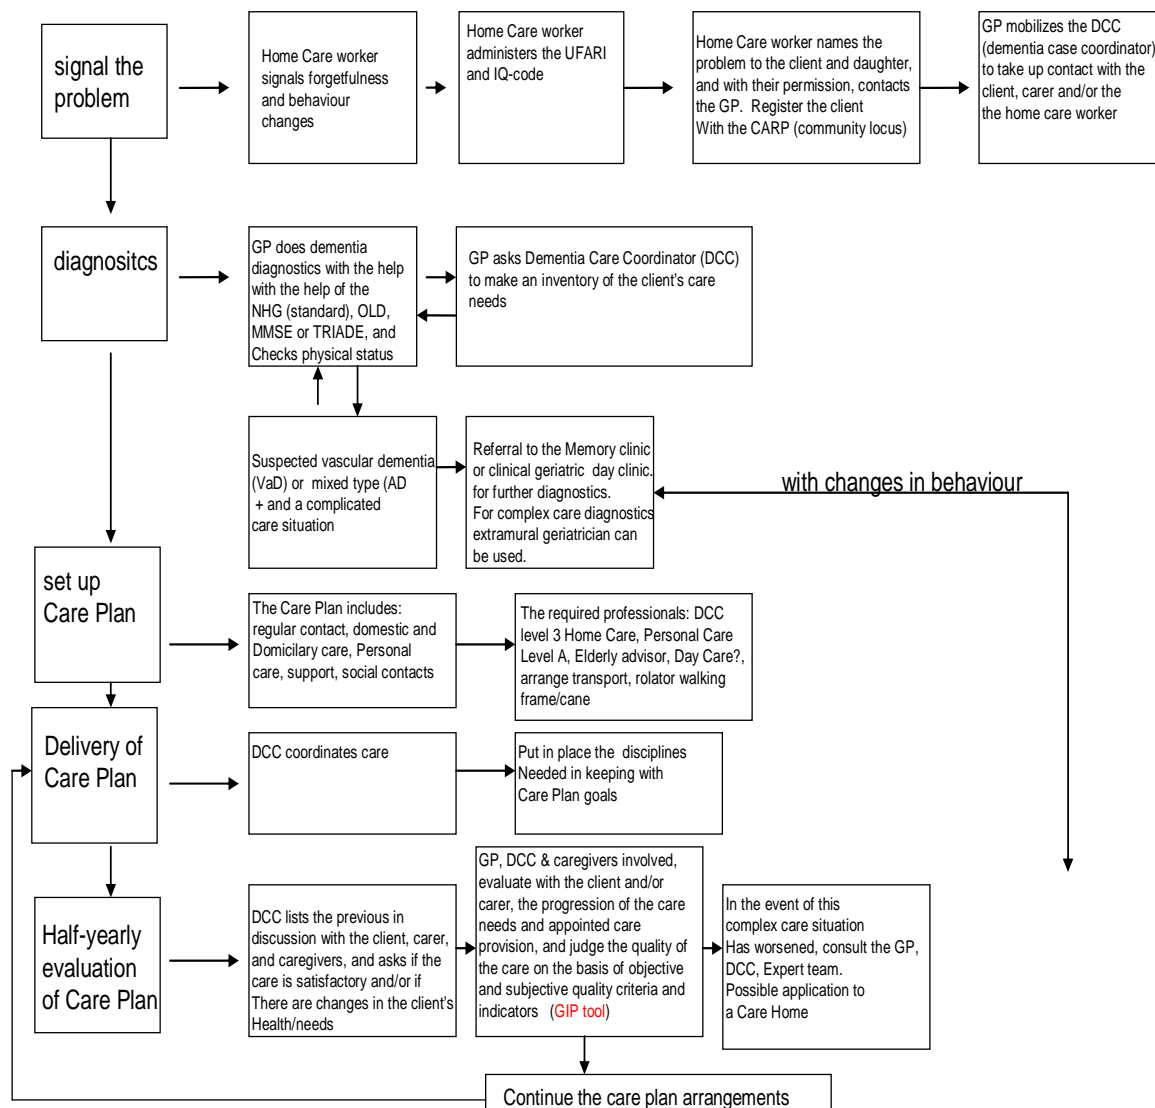 signal the
problem
Home Care worker
signals forgetfulness
and behaviour
changes
Home Care worker
administers the UFARI
and IQ-code
Home Care worker names the
problem to the client and daughter,
and with their permission, contacts
the GP. Register the client
With the CARP (community locus)
GP mobilizes the DCC
(dementia case coordinator)
to take up contact with the
client, carer and/or the
the home care worker
diagnositcs
GP does dementia
diagnostics with the help
with the help of the
NHG (standard), OLD,
MMSE or TRIADE, and
Checks physical status
GP asks Dementia Care Coordinator (DCC)
to make an inventory of the client's care
needs
Suspected vascular dementia
(VaD) or mixed type (AD
+ and a complicated
care situation
Referral to the Memory clinic
or clinical geriatric day clinic.
for further diagnostics.
For complex care diagnostics
extramural geriatrician can
be used.
with changes in behaviour
set up
Care Plan
The Care Plan includes:
regular contact, domestic and
Domicilary care, Personal
care, support, social contacts
The required professionals: DCC
level 3 Home Care, Personal Care
Level A, Elderly advisor, Day Care?,
arrange transport, rolator walking
frame/cane
Delivery of
Care Plan
DCC coordinates care
Put in place the disciplines
Needed in keeping with
Care Plan goals
Half-yearly
evaluation
of Care Plan
DCC lists the previous in
discussion with the client, carer,
and caregivers, and asks if the
care is satisfactory and/or if
There are changes in the client's
Health/needs
GP, DCC & caregivers involved,
evaluate with the client and/or
carer, the progression of the care
needs and appointed care
provision, and judge the quality of
the care on the basis of objective
and subjective quality criteria and
indicators (GIP tool)
In the event of this
complex care situation
Has worsened, consult the GP,
DCC, Expert team.
Possible application to
a Care Home
Continue the care plan arrangements